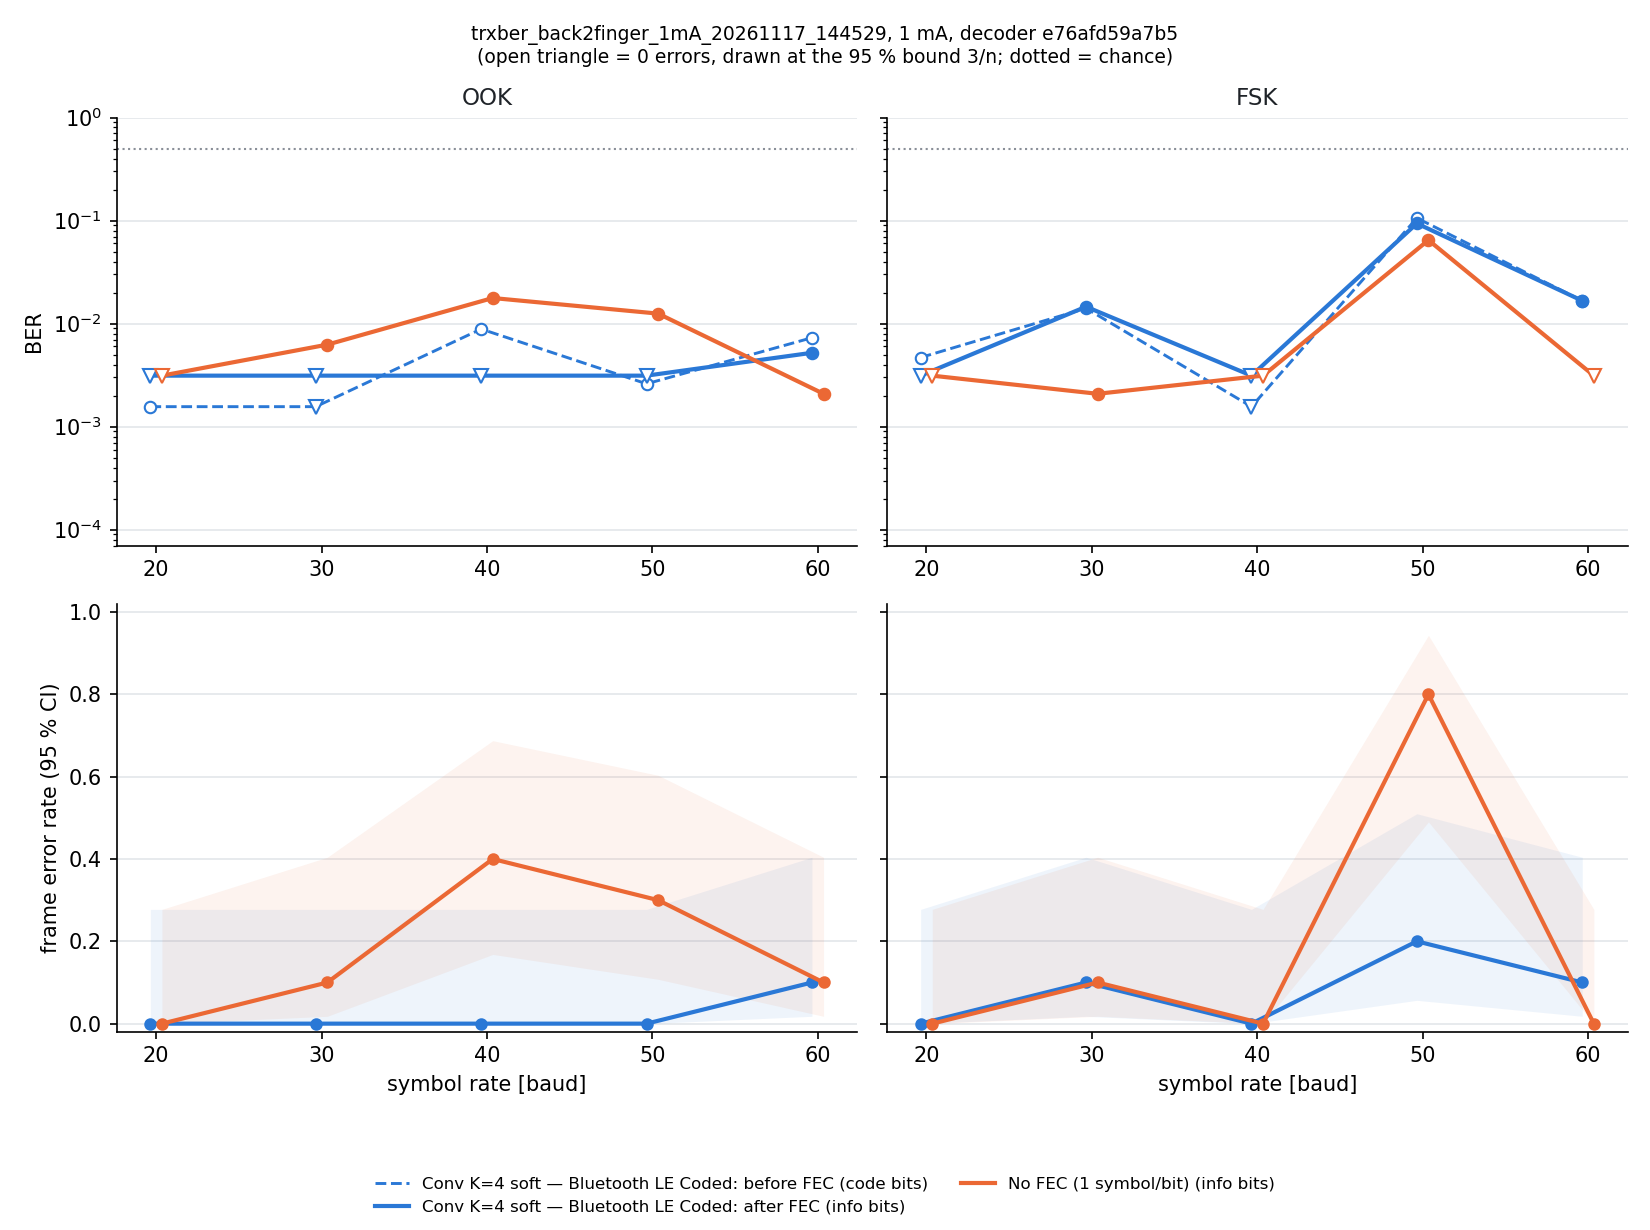 trxber_back2finger_1mA_20261117_144529, 1 mA, decoder e76afd59a7b5
(open triangle = 0 errors, drawn at the 95 % bound 3/n; dotted = chance)
OOK
FSK
BER
10⁰
10⁻¹
10⁻²
10⁻³
10⁻⁴
20 30 40 50 60
20 30 40 50 60
frame error rate (95 % CI)
1.0
0.8
0.6
0.4
0.2
0.0
20 30 40 50 60
20 30 40 50 60
symbol rate [baud]
symbol rate [baud]
Conv K=4 soft — Bluetooth LE Coded: before FEC (code bits)
Conv K=4 soft — Bluetooth LE Coded: after FEC (info bits)
No FEC (1 symbol/bit) (info bits)